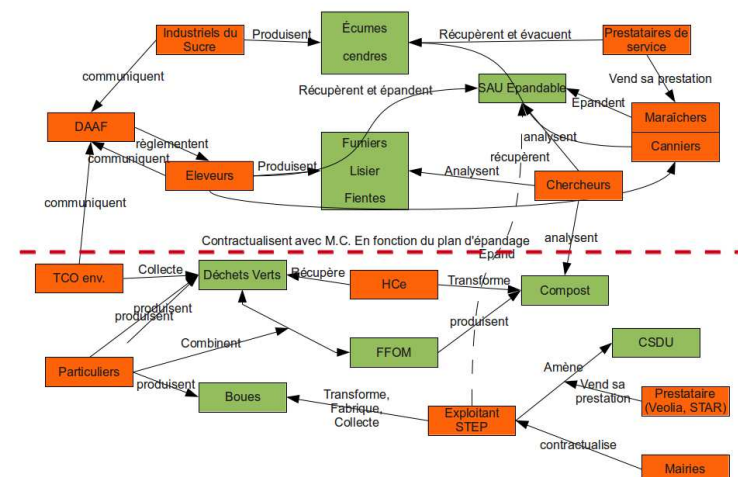 Industriels du
Sucre
Produisent
Écumes
cendres
Récupèrent et évacuent
Prestataires de
service
communiquent
Récupèrent et épandent
SAU Epandable
Vend sa prestation
Epandent
Maraîchers
DAAF
règlementent
communiquent
Fumiers
Lisier
Fientes
analysent
récupèrent
Canniers
Eleveurs
Produisent
Analysent
Chercheurs
communiquent
Contractualisent avec M.C. En fonction du plan d'épandage
Epand
analysent
TCO env.
Collecte
Déchets Verts
Récupère
HCe
Transforme
Compost
produisent
produisent
produisent
Combinent
FFOM
CSDU
Particuliers
Amène
produisent
Boues
Transforme,
Fabrique,
Collecte
Exploitant
STEP
Vend sa
prestation
Prestataire
(Veolia, STAR)
contractualise
Mairies